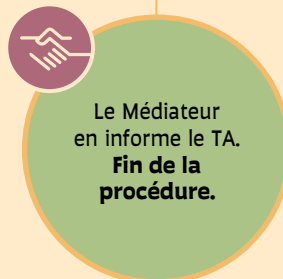 Le Médiateur
en informe le TA.
Fin de la
procédure.